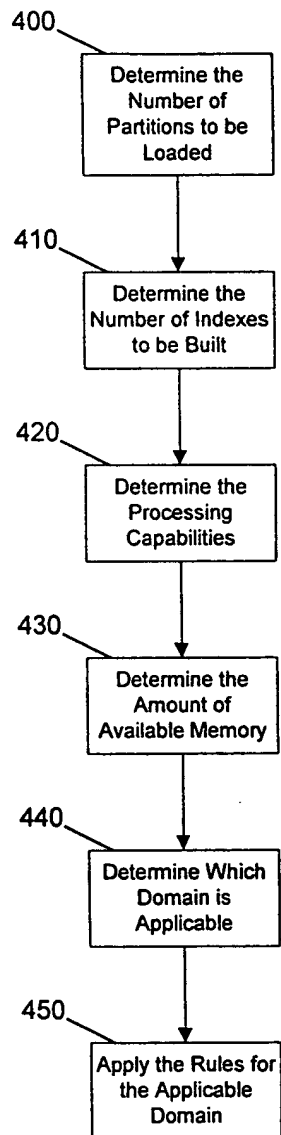 400
Determine the
Number of
Partitions to be
Loaded
410
Determine the
Number of Indexes
to be Built
420
Determine the
Processing
Capabilities
430
Determine the
Amount of
Available Memory
440
Determine Which
Domain is
Applicable
450
Apply the Rules for
the Applicable
Domain